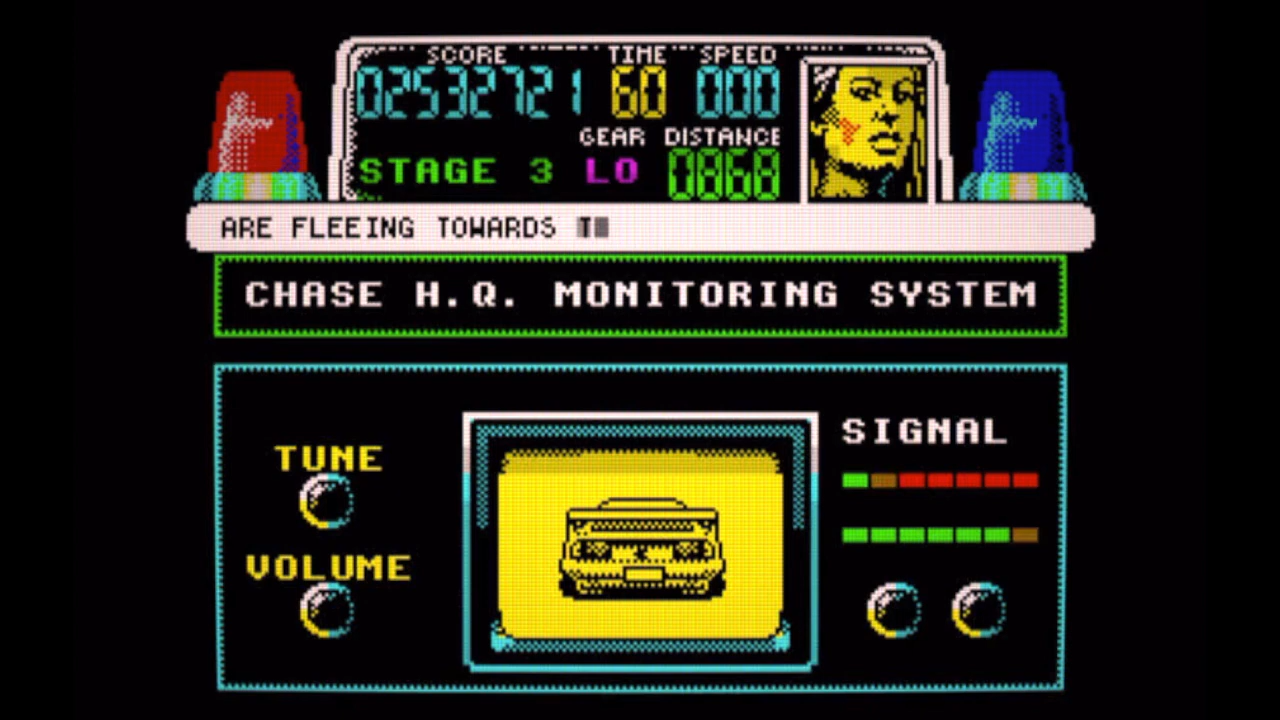 SCORE TIME SPEED
02532721 60 000
GEAR DISTANCE
STAGE 3 LO 0868
ARE FLEEING TOWARDS T
CHASE H.Q. MONITORING SYSTEM
SIGNAL
TUNE
VOLUME